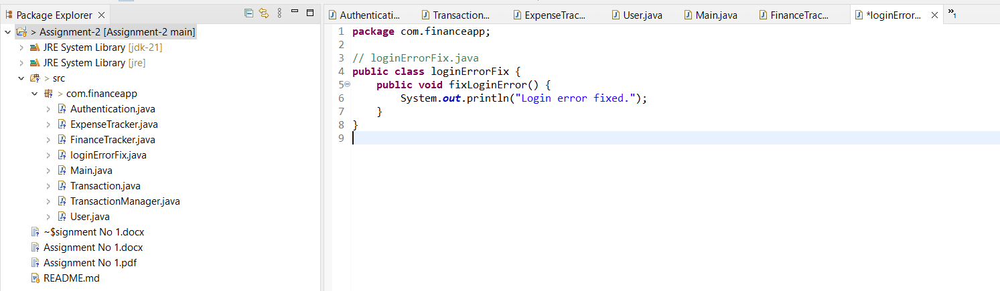 Package Explorer
> Assignment-2 [Assignment-2 main]
JRE System Library [jdk-21]
JRE System Library [jre]
> src
> com.financeapp
Authentication.java
ExpenseTracker.java
FinanceTracker.java
loginErrorFix.java
Main.java
Transaction.java
TransactionManager.java
User.java
~$signment No 1.docx
Assignment No 1.docx
Assignment No 1.pdf
README.md
Authenticati... Transaction... ExpenseTrac... User.java Main.java FinanceTrac... *loginError... »1
1 package com.financeapp;
2
3 // loginErrorFix.java
4 public class loginErrorFix {
5 public void fixLoginError() {
6 System.out.println("Login error fixed.");
7 }
8 }
9